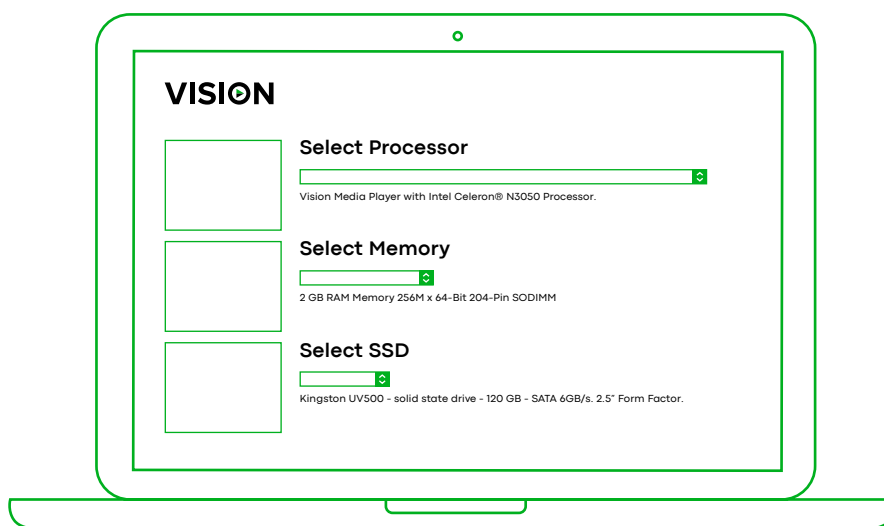 VISION
Select Processor
Vision Media Player with Intel Celeron® N3050 Processor.
Select Memory
2 GB RAM Memory 256M x 64-Bit 204-Pin SODIMM
Select SSD
Kingston UV500 - solid state drive - 120 GB - SATA 6GB/s. 2.5” Form Factor.